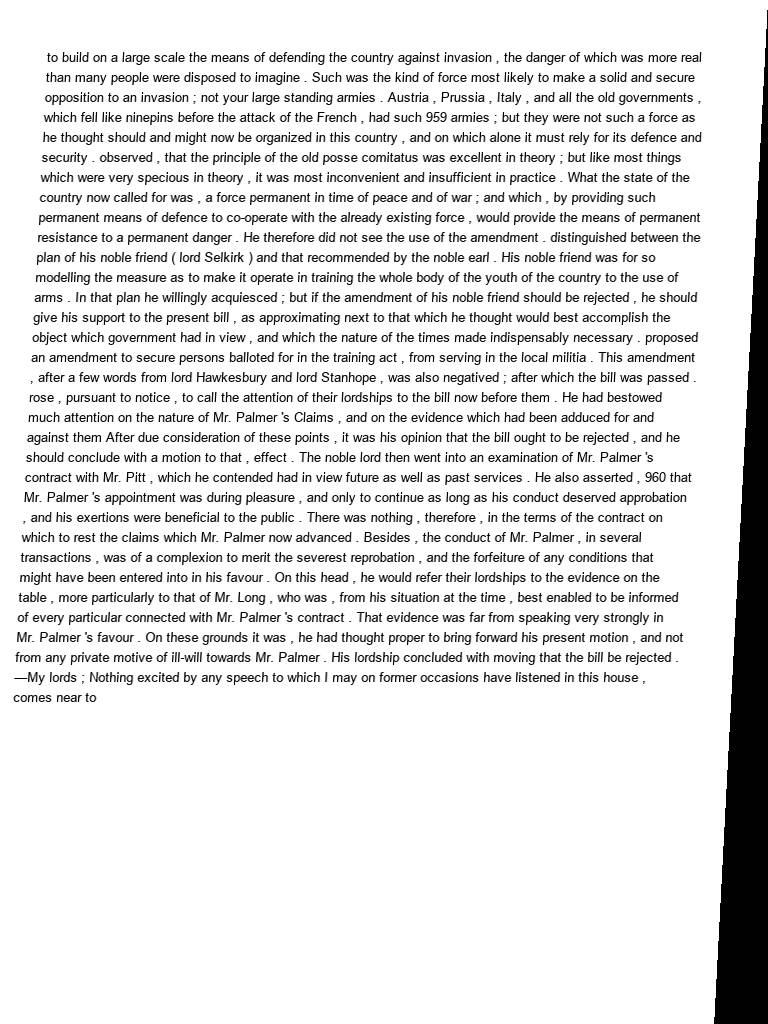 to build on a large scale the means of defending the country against invasion , the danger of which was more real
than many people were disposed to imagine . Such was the kind of force most likely to make a solid and secure
opposition to an invasion ; not your large standing armies . Austria , Prussia , Italy , and all the old governments ,
which fell like ninepins before the attack of the French , had such 959 armies ; but they were not such a force as
he thought should and might now be organized in this country , and on which alone it must rely for its defence and
security . observed , that the principle of the old posse comitatus was excellent in theory ; but like most things
which were very specious in theory , it was most inconvenient and insufficient in practice . What the state of the
country now called for was , a force permanent in time of peace and of war ; and which , by providing such
permanent means of defence to co-operate with the already existing force , would provide the means of permanent
resistance to a permanent danger . He therefore did not see the use of the amendment . distinguished between the
plan of his noble friend ( lord Selkirk ) and that recommended by the noble earl . His noble friend was for so
modelling the measure as to make it operate in training the whole body of the youth of the country to the use of
arms . In that plan he willingly acquiesced ; but if the amendment of his noble friend should be rejected , he should
give his support to the present bill , as approximating next to that which he thought would best accomplish the
object which government had in view , and which the nature of the times made indispensably necessary . proposed
an amendment to secure persons balloted for in the training act , from serving in the local militia . This amendment
, after a few words from lord Hawkesbury and lord Stanhope , was also negatived ; after which the bill was passed .
rose , pursuant to notice , to call the attention of their lordships to the bill now before them . He had bestowed
much attention on the nature of Mr. Palmer 's Claims , and on the evidence which had been adduced for and
against them After due consideration of these points , it was his opinion that the bill ought to be rejected , and he
should conclude with a motion to that , effect . The noble lord then went into an examination of Mr. Palmer 's
contract with Mr. Pitt , which he contended had in view future as well as past services . He also asserted , 960 that
Mr. Palmer 's appointment was during pleasure , and only to continue as long as his conduct deserved approbation
, and his exertions were beneficial to the public . There was nothing , therefore , in the terms of the contract on
which to rest the claims which Mr. Palmer now advanced . Besides , the conduct of Mr. Palmer , in several
transactions , was of a complexion to merit the severest reprobation , and the forfeiture of any conditions that
might have been entered into in his favour . On this head , he would refer their lordships to the evidence on the
table , more particularly to that of Mr. Long , who was , from his situation at the time , best enabled to be informed
of every particular connected with Mr. Palmer 's contract . That evidence was far from speaking very strongly in
Mr. Palmer 's favour . On these grounds it was , he had thought proper to bring forward his present motion , and not
from any private motive of ill-will towards Mr. Palmer . His lordship concluded with moving that the bill be rejected .
—My lords ; Nothing excited by any speech to which I may on former occasions have listened in this house ,
comes near to